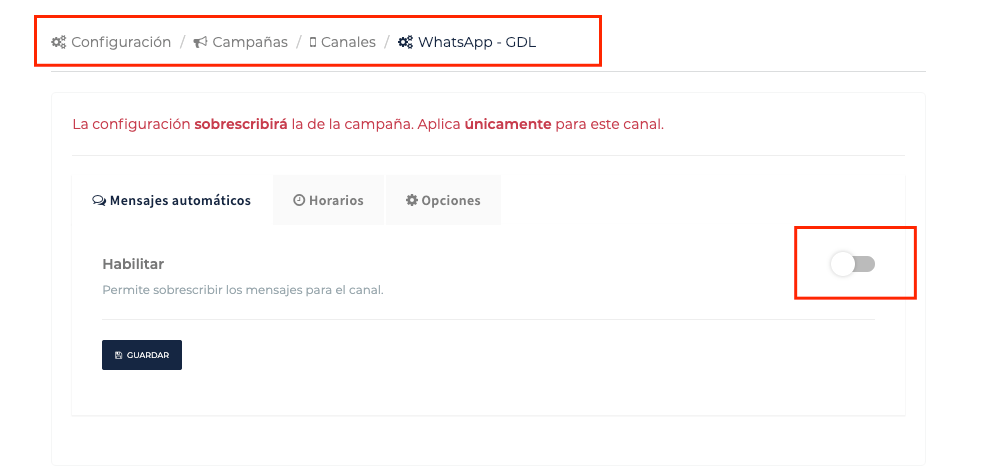 Configuración / Campañas / Canales / WhatsApp - GDL
La configuración sobrescribirá la de la campaña. Aplica únicamente para este canal.
Mensajes automáticos Horarios Opciones
Habilitar
Permite sobrescribir los mensajes para el canal.
GUARDAR